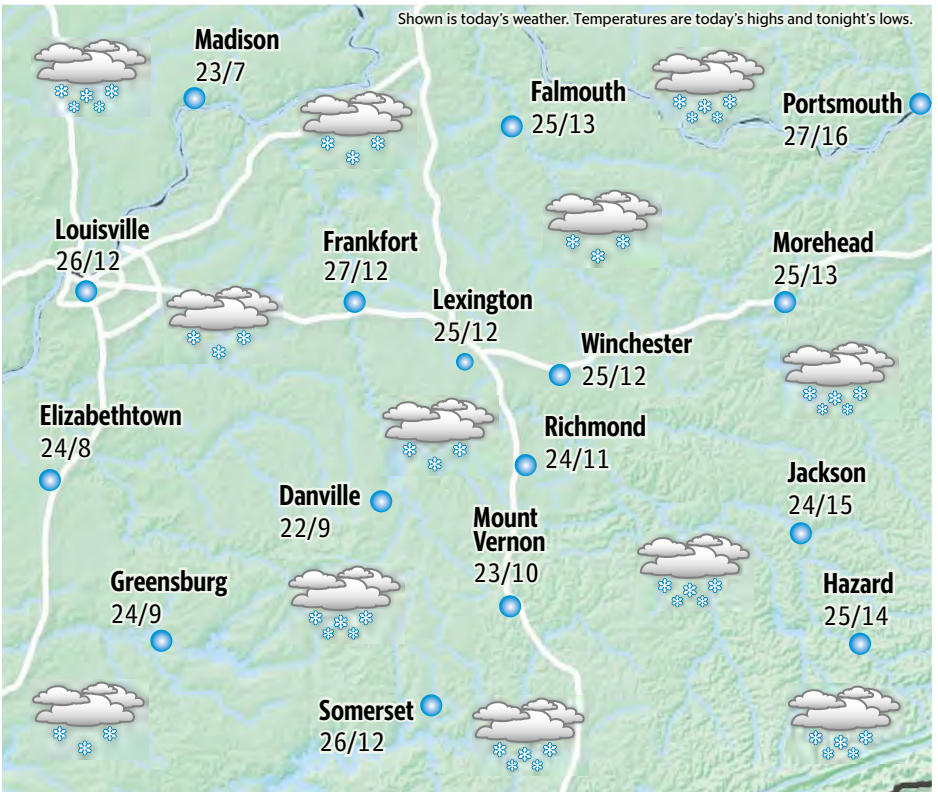 Shown is today's weather. Temperatures are today's highs and tonight's lows.
Madison
23/7
Falmouth
25/13
Portsmouth
27/16
Louisville
26/12
Frankfort
27/12
Morehead
25/13
Lexington
25/12
Winchester
25/12
Elizabethtown
24/8
Richmond
24/11
Jackson
24/15
Danville
22/9
Mount
Vernon
23/10
Greensburg
24/9
Hazard
25/14
Somerset
26/12